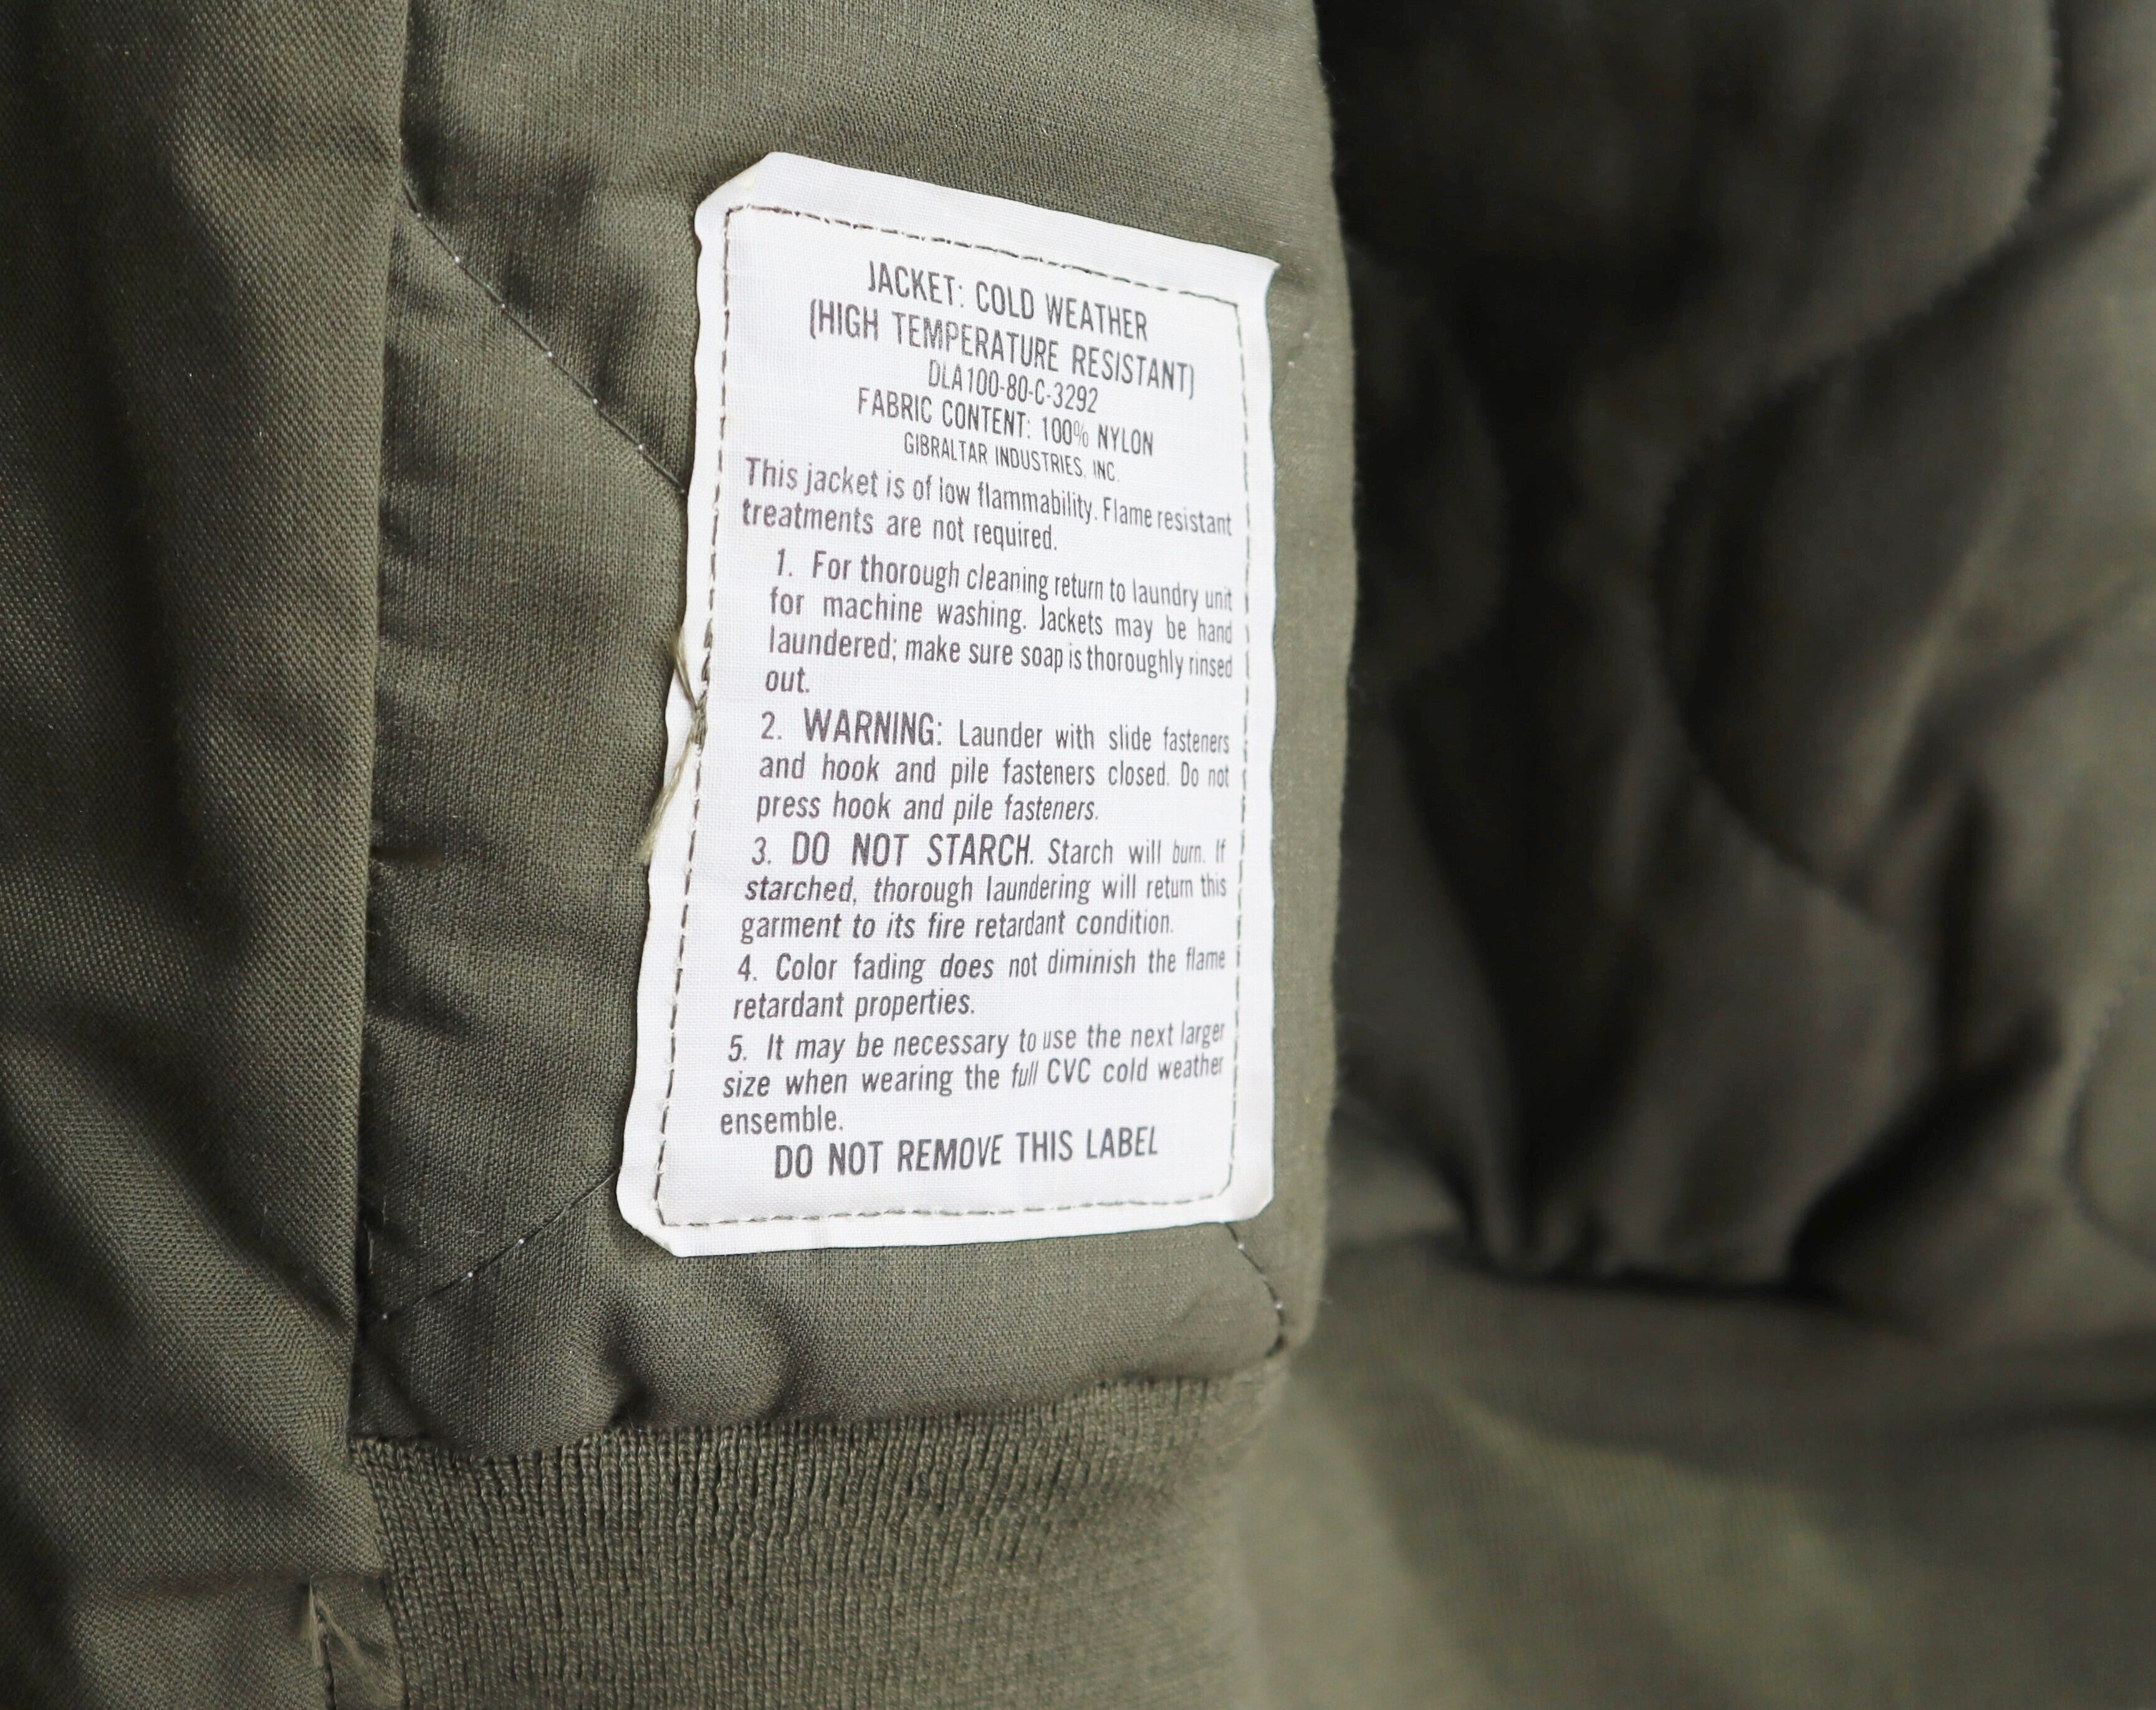 JACKET: COLD WEATHER
(HIGH TEMPERATURE RESISTANT)
DLA100-80-C-3292
FABRIC CONTENT: 100% NYLON
GIBRALTAR INDUSTRIES, INC.
This jacket is of low flammability. Flame resistant
treatments are not required.
1. For thorough cleaning return to laundry unit
for machine washing. Jackets may be hand
laundered; make sure soap is thoroughly rinsed
out.
2. WARNING: Launder with slide fasteners
and hook and pile fasteners closed. Do not
press hook and pile fasteners.
3. DO NOT STARCH. Starch will burn. If
starched, thorough laundering will return this
garment to its fire retardant condition.
4. Color fading does not diminish the flame
retardant properties.
5. It may be necessary to use the next larger
size when wearing the full CVC cold weather
ensemble.
DO NOT REMOVE THIS LABEL